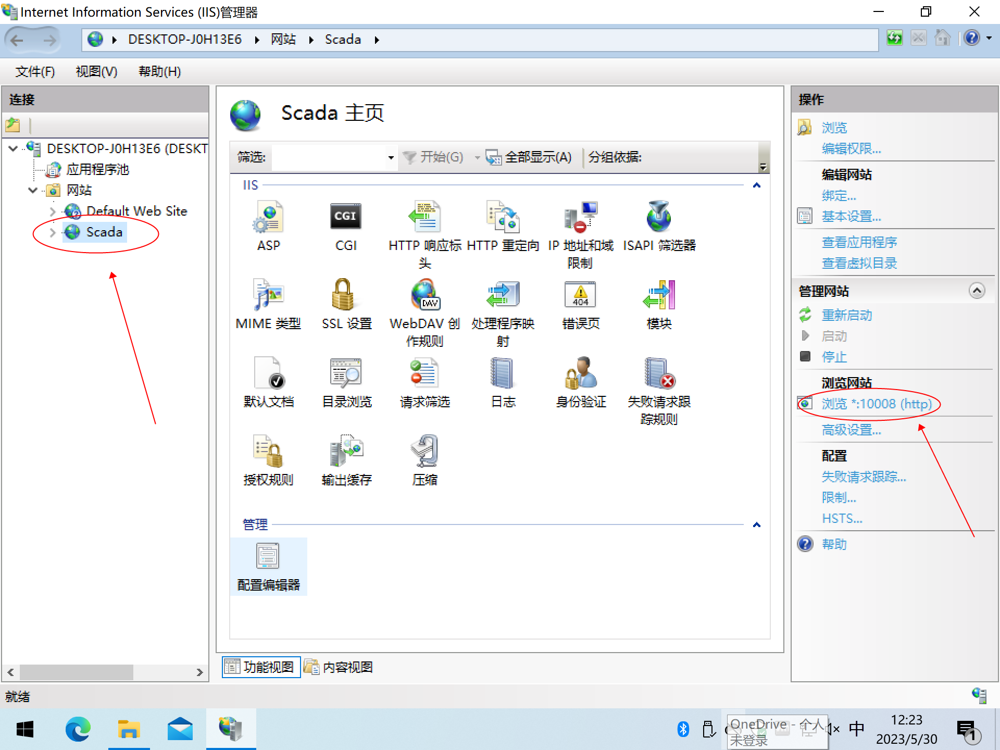 Internet Information Services (IIS)管理器
DESKTOP-J0H13E6
网站
Scada
文件(F)
视图(V)
帮助(H)
连接
DESKTOP-J0H13E6 (DESKT
应用程序池
网站
Default Web Site
Scada
Scada 主页
筛选:
开始(G)
全部显示(A)
分组依据:
IIS
ASP
CGI
CGI
HTTP 响应标
头
HTTP 重定向
IP 地址和域
限制
ISAPI 筛选器
MIME 类型
SSL 设置
DAV
WebDAV 创
作规则
处理程序映
射
404
错误页
模块
默认文档
目录浏览
请求筛选
日志
身份验证
失败请求跟
踪规则
授权规则
输出缓存
压缩
管理
配置编辑器
功能视图
内容视图
操作
浏览
编辑权限...
编辑网站
绑定...
基本设置...
查看应用程序
查看虚拟目录
管理网站
重新启动
启动
停止
浏览网站
浏览 *:10008 (http)
高级设置...
配置
失败请求跟踪...
限制...
HSTS...
帮助
就绪
OneDrive - 个人
未登录
中
12:23
2023/5/30
1